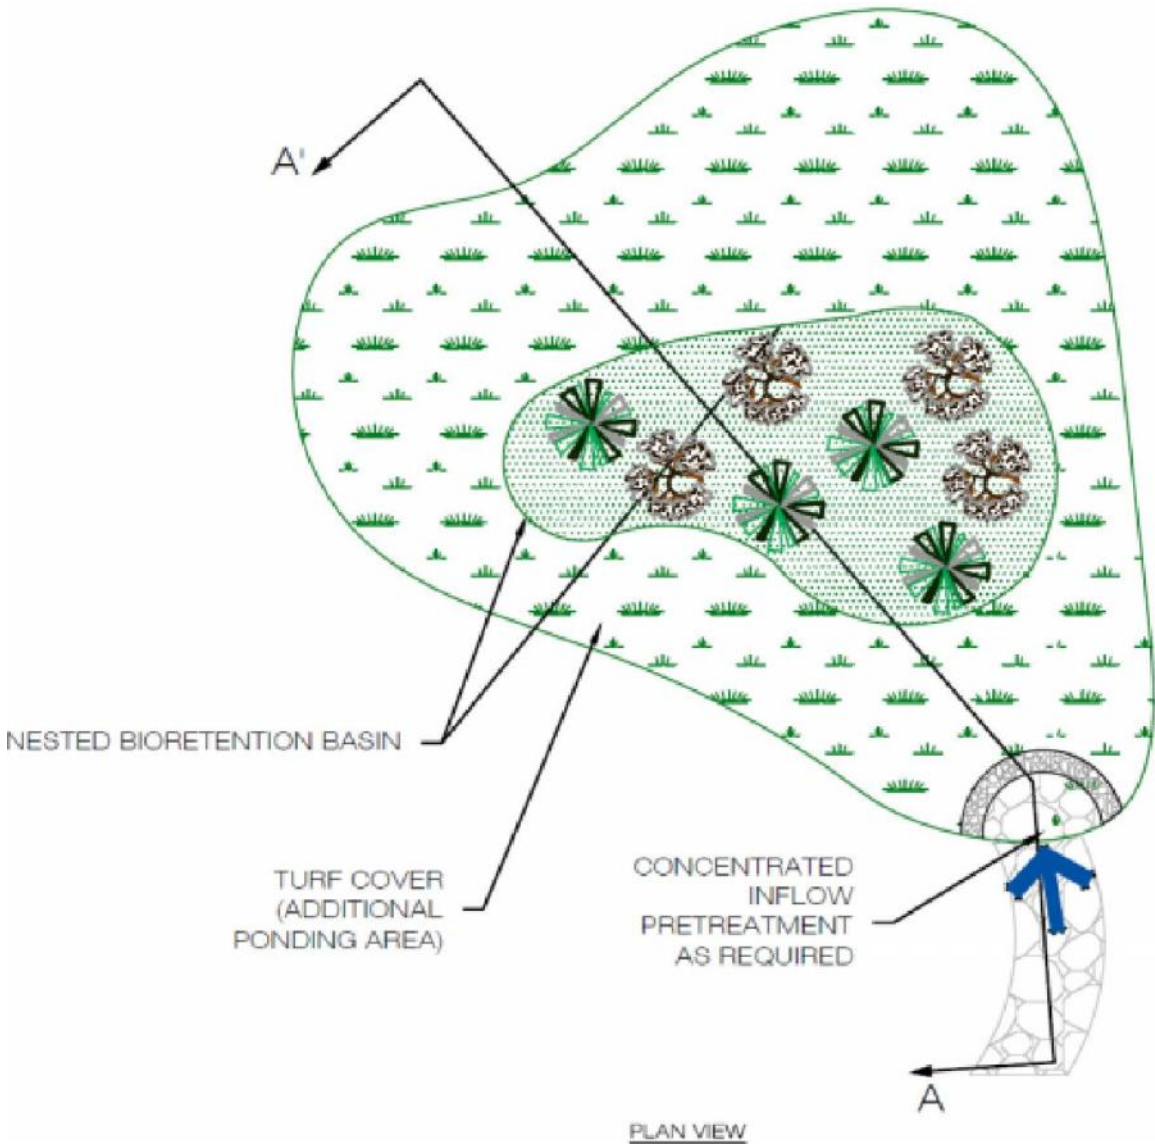 A'
NESTED BIORETENTION BASIN
TURF COVER
(ADDITIONAL
PONDING AREA)
CONCENTRATED
INFLOW
PRETREATMENT
AS REQUIRED
A
PLAN VIEW